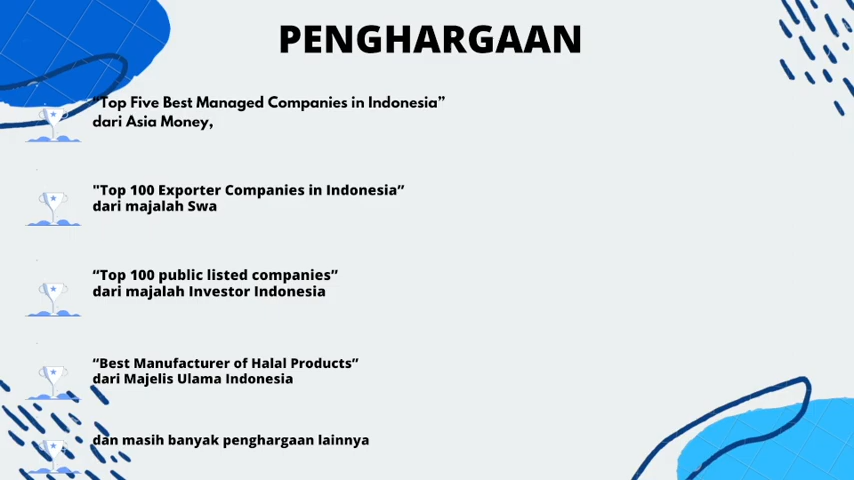 PENGHARGAAN
“Top Five Best Managed Companies in Indonesia”
dari Asia Money,
"Top 100 Exporter Companies in Indonesia”
dari majalah Swa
“Top 100 public listed companies”
dari majalah Investor Indonesia
“Best Manufacturer of Halal Products”
dari Majelis Ulama Indonesia
dan masih banyak penghargaan lainnya